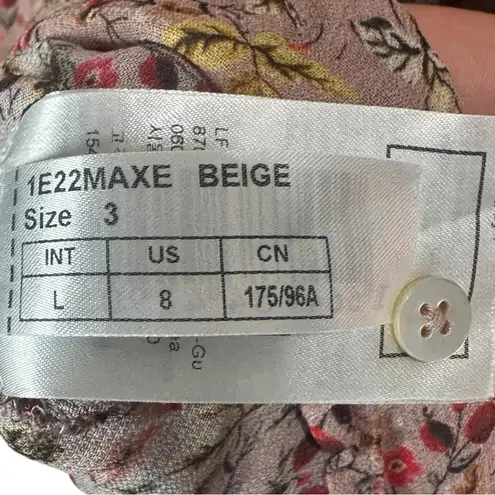 1E22MAXE BEIGE
Size 3
INT US CN
L 8 175/96A